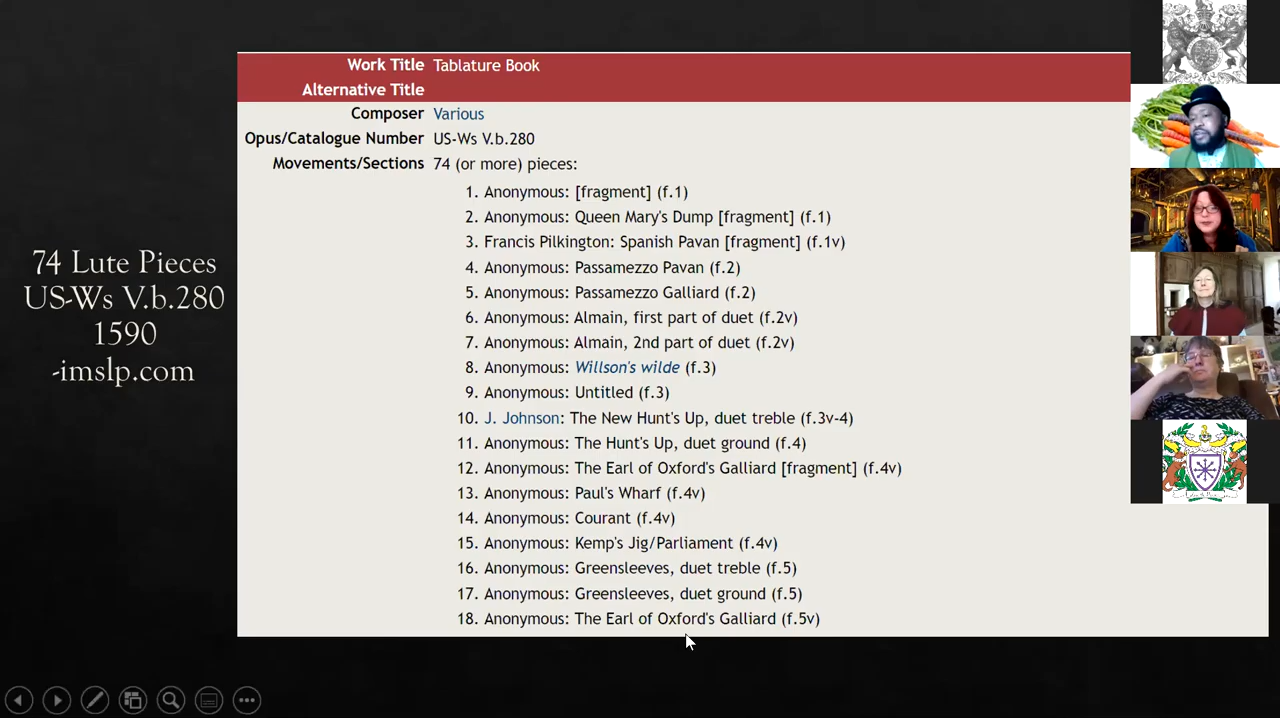 74 Lute Pieces
US-Ws V.b.280
1590
-imslp.com
Work Title Tablature Book
Alternative Title
Composer Various
Opus/Catalogue Number US-Ws V.b.280
Movements/Sections 74 (or more) pieces:
1. Anonymous: [fragment] (f.1)
2. Anonymous: Queen Mary's Dump [fragment] (f.1)
3. Francis Pilkington: Spanish Pavan [fragment] (f.1v)
4. Anonymous: Passamezzo Pavan (f.2)
5. Anonymous: Passamezzo Galliard (f.2)
6. Anonymous: Almain, first part of duet (f.2v)
7. Anonymous: Almain, 2nd part of duet (f.2v)
8. Anonymous: Willson's wilde (f.3)
9. Anonymous: Untitled (f.3)
10. J. Johnson: The New Hunt's Up, duet treble (f.3v-4)
11. Anonymous: The Hunt's Up, duet ground (f.4)
12. Anonymous: The Earl of Oxford's Galliard [fragment] (f.4v)
13. Anonymous: Paul's Wharf (f.4v)
14. Anonymous: Courant (f.4v)
15. Anonymous: Kemp's Jig/Parliament (f.4v)
16. Anonymous: Greensleeves, duet treble (f.5)
17. Anonymous: Greensleeves, duet ground (f.5)
18. Anonymous: The Earl of Oxford's Galliard (f.5v)